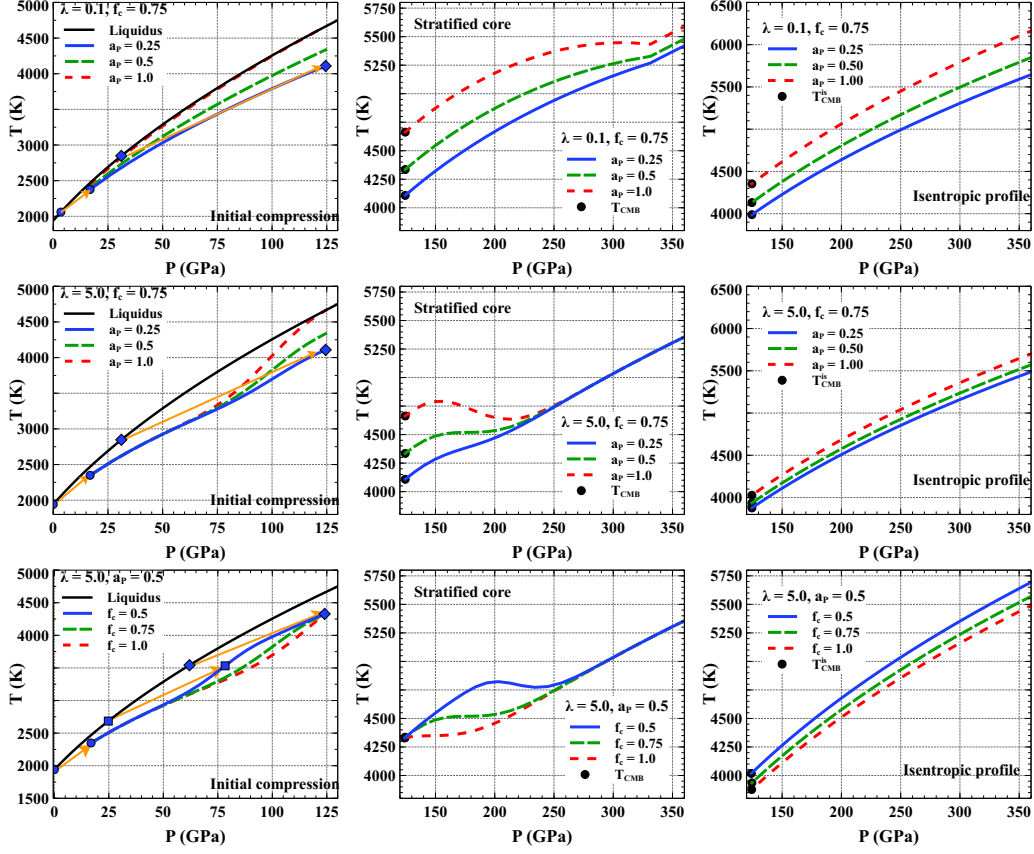 λ = 0.1, f_c = 0.75
Liquidus
a_P = 0.25
a_P = 0.5
a_P = 1.0
Initial compression
T (K)
5000
4500
4000
3000
2500
2000
0
25
50
75
100
125
P (GPa)
Stratified core
λ = 0.1, f_c = 0.75
a_P = 0.25
a_P = 0.5
a_P =1.0
T_CMB
T (K)
5750
5250
4500
4250
4000
150
200
250
300
350
P (GPa)
λ = 0.1, f_c = 0.75
a_P = 0.25
a_P = 0.50
a_P = 1.00
T_CMB^is
Isentropic profile
T (K)
6500
6000
5000
4500
4000
150
200
250
300
350
P (GPa)
λ = 5.0, f_c = 0.75
Liquidus
a_P = 0.25
a_P = 0.5
a_P = 1.0
Initial compression
T (K)
5000
4500
4000
3000
2500
2000
0
25
50
75
100
125
P (GPa)
Stratified core
λ = 5.0, f_c = 0.75
a_P = 0.25
a_P = 0.5
a_P =1.0
T_CMB
T (K)
5750
5250
4500
4250
4000
150
200
250
300
350
P (GPa)
λ = 5.0, f_c = 0.75
a_P = 0.25
a_P = 0.50
a_P = 1.00
T_CMB^is
Isentropic profile
T (K)
6500
6000
5000
4500
4000
150
200
250
300
350
P (GPa)
λ = 5.0, a_P = 0.5
Liquidus
f_c = 0.5
f_c = 0.75
f_c = 1.0
Initial compression
T (K)
5000
4500
4000
3000
2500
2000
1500
0
25
50
75
100
125
P (GPa)
Stratified core
λ = 5.0, a_P = 0.5
f_c = 0.5
f_c = 0.75
f_c = 1.0
T_CMB
T (K)
5750
5250
4500
4250
4000
150
200
250
300
350
P (GPa)
λ = 5.0, a_P = 0.5
f_c = 0.5
f_c = 0.75
f_c = 1.0
T_CMB^is
Isentropic profile
T (K)
5750
5500
5000
4500
4250
4000
150
200
250
300
350
P (GPa)